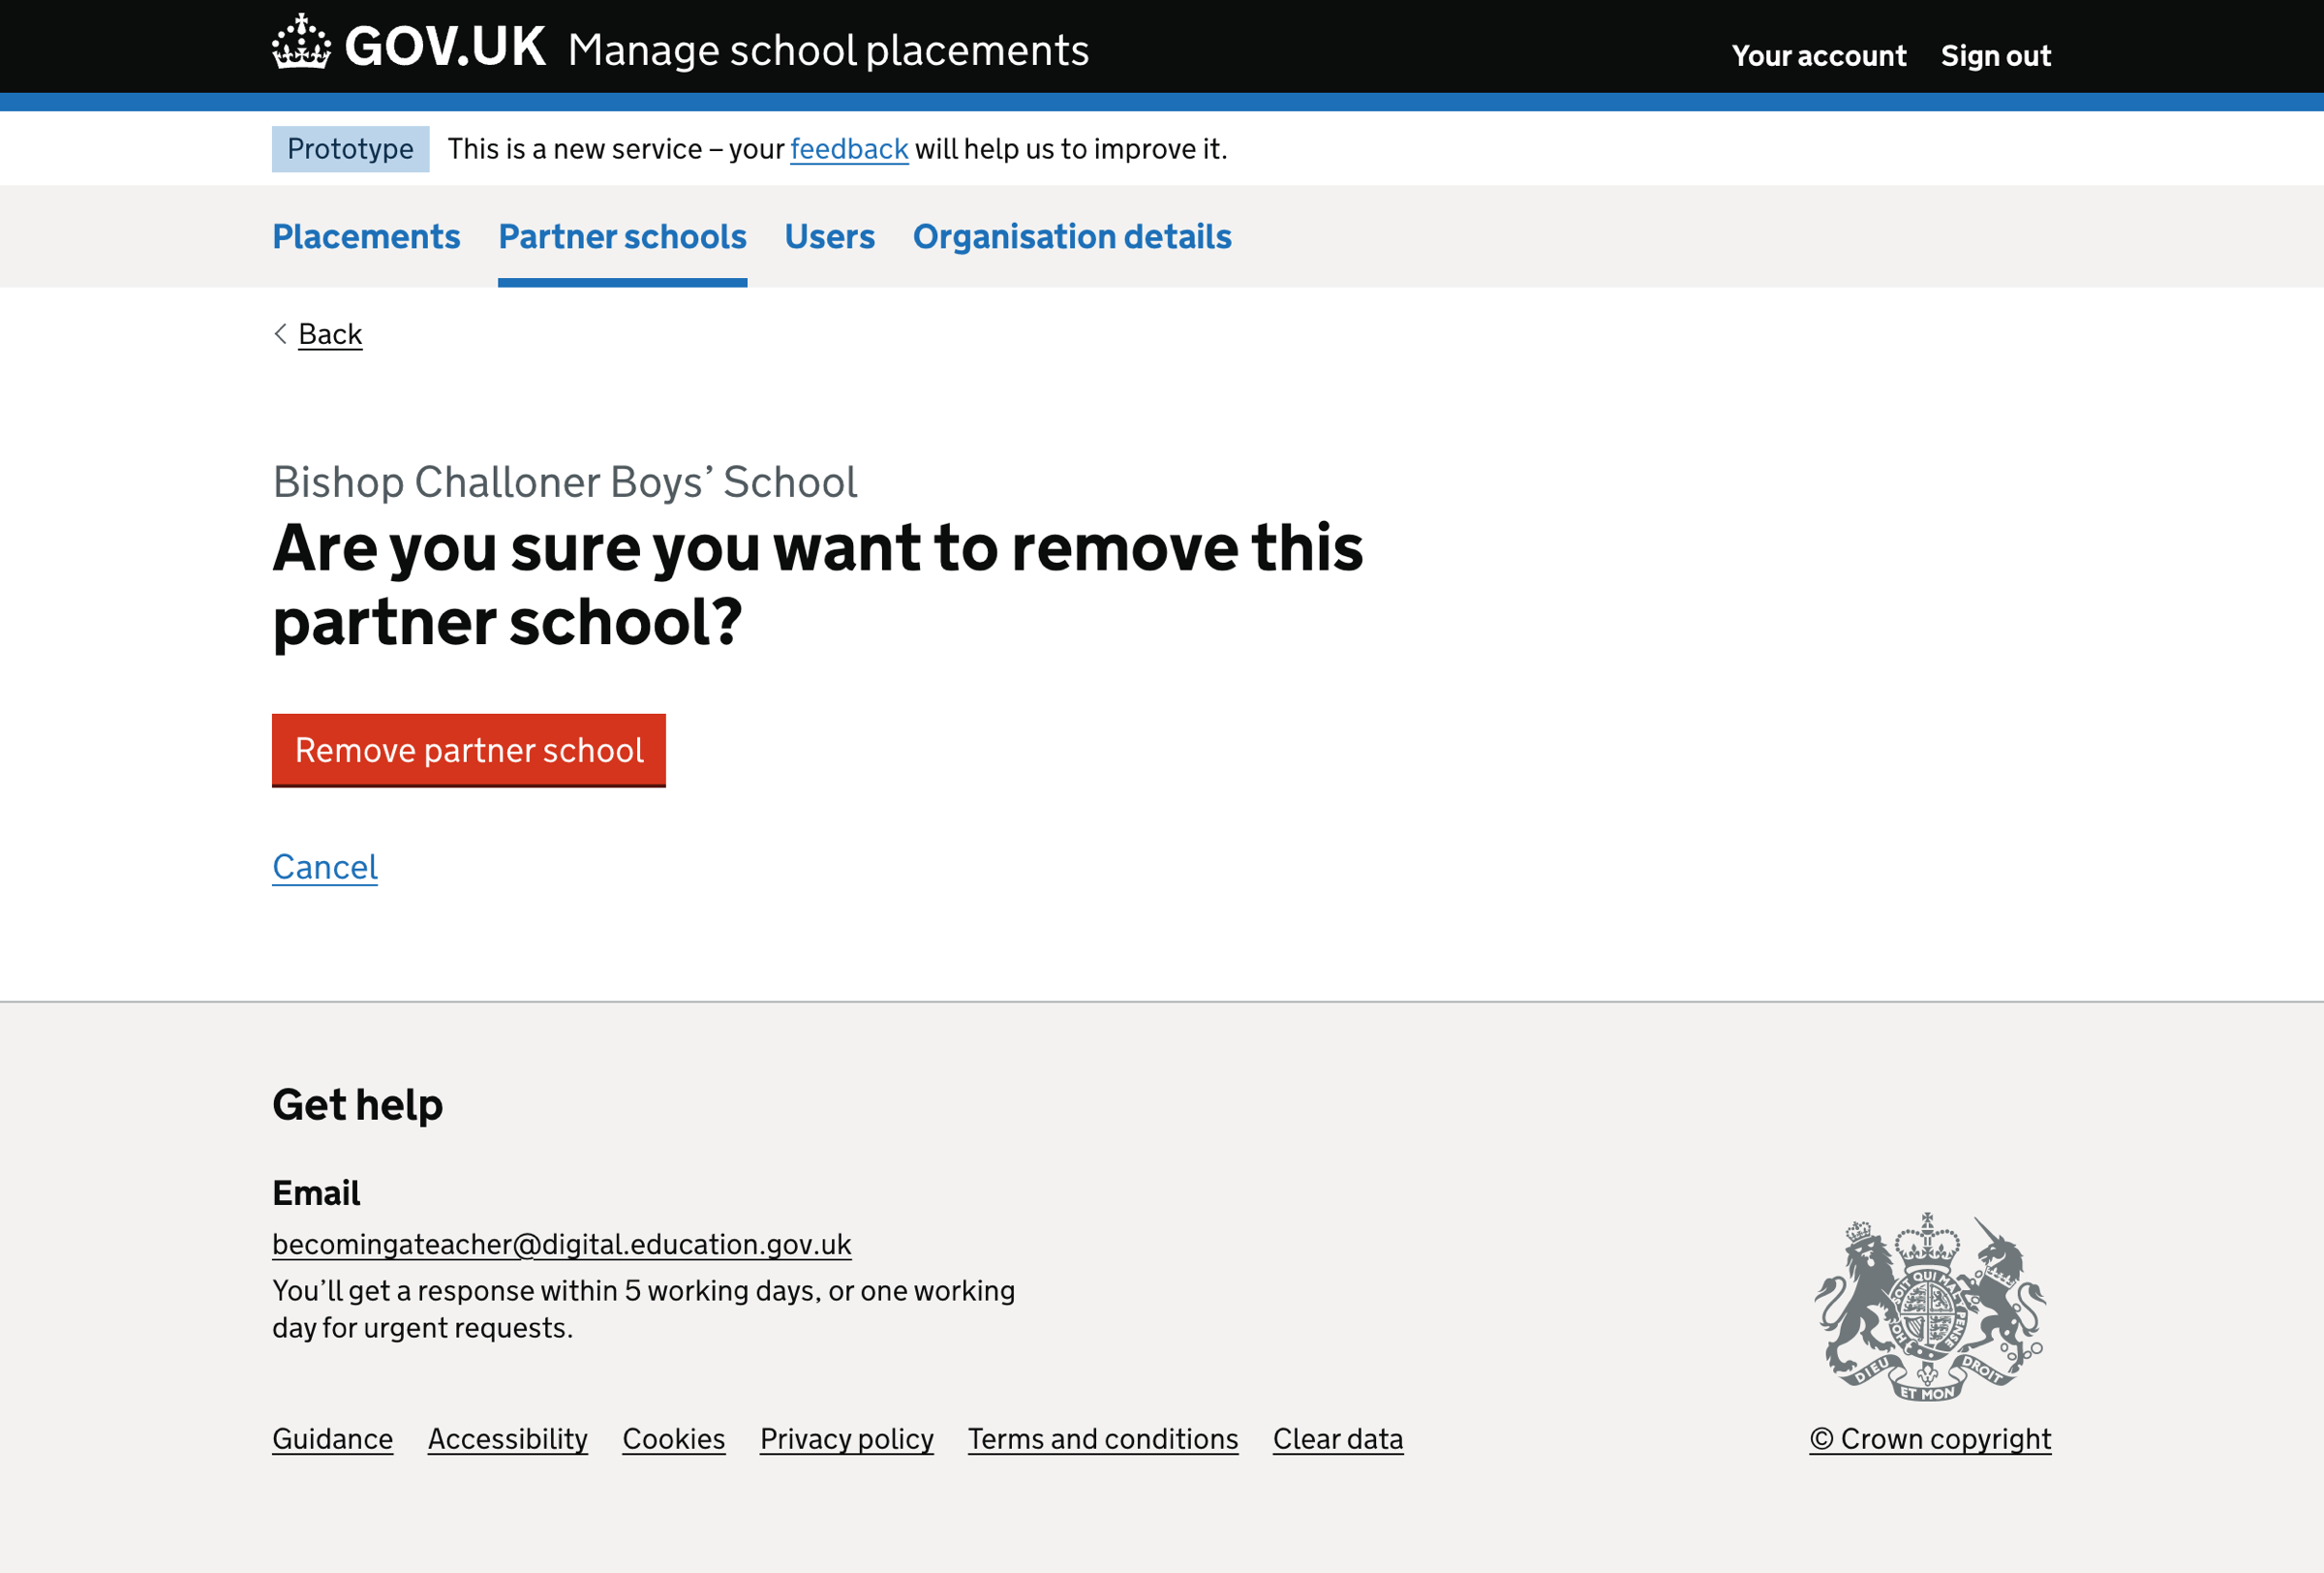 GOV.UK Manage school placements Your account Sign out
Prototype This is a new service – your feedback will help us to improve it.
Placements Partner schools Users Organisation details
Back
Bishop Challoner Boys’ School
Are you sure you want to remove this
partner school?
Remove partner school
Cancel
Get help
Email
becomingateacher@digital.education.gov.uk
You’ll get a response within 5 working days, or one working
day for urgent requests.
SOIT QUI MAL Y PENSE HON
DIEU ET MON DROIT
Guidance Accessibility Cookies Privacy policy Terms and conditions Clear data © Crown copyright